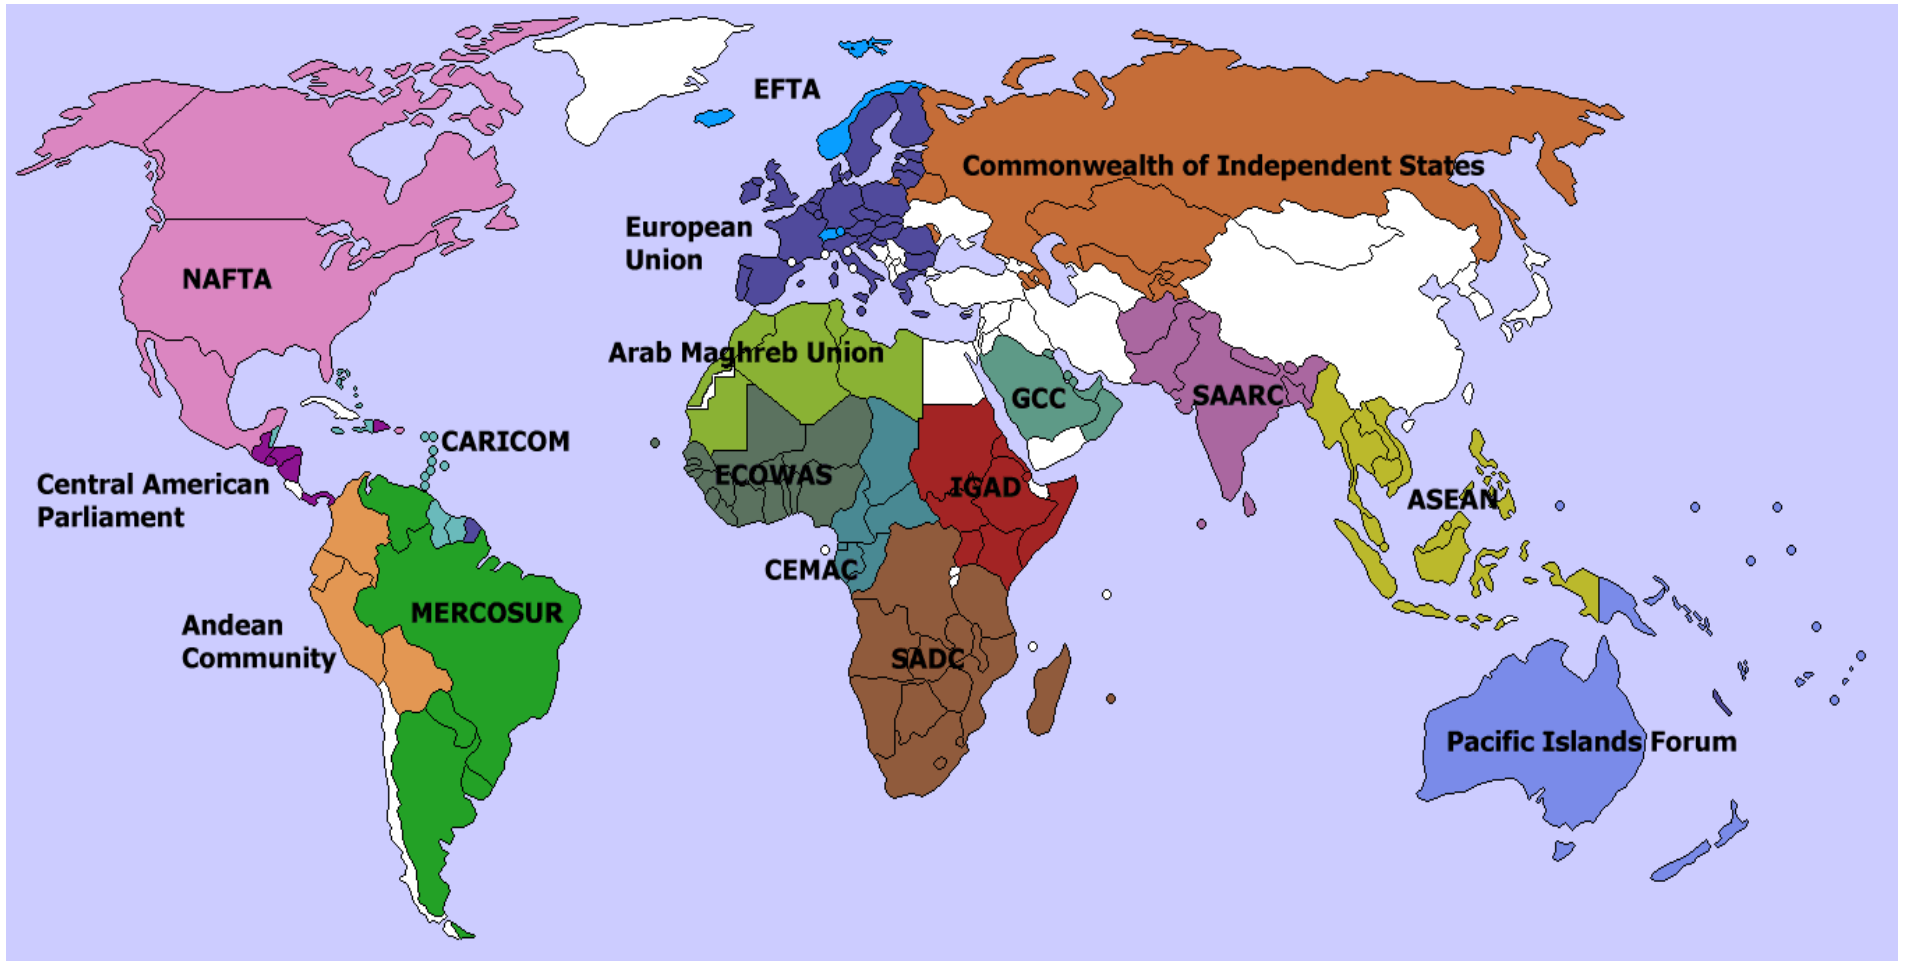 EFTA
Commonwealth of Independent States
European
Union
NAFTA
Arab Maghreb Union
GCC
SAARC
CARICOM
ECOWAS
IGAD
Central American
Parliament
ASEAN
CEMAC
MERCOSUR
Andean
Community
SADC
Pacific Islands Forum